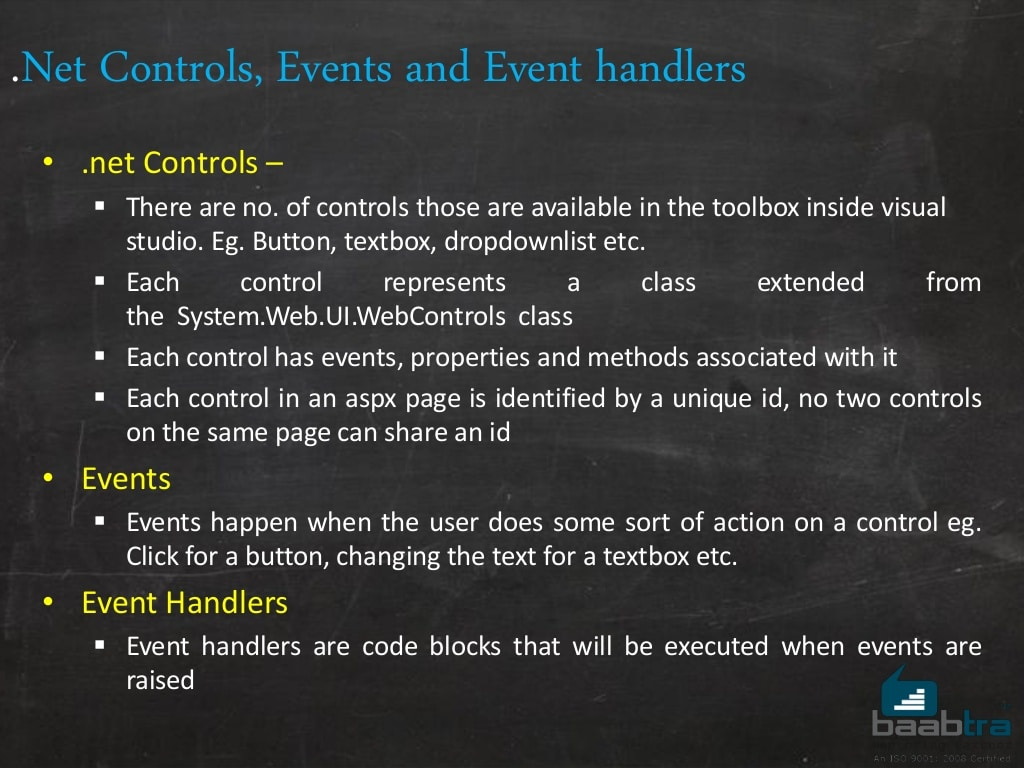 .Net Controls, Events and Event handlers
• .net Controls –
▪ There are no. of controls those are available in the toolbox inside visual
studio. Eg. Button, textbox, dropdownlist etc.
▪ Each control represents a class extended from
the System.Web.UI.WebControls class
▪ Each control has events, properties and methods associated with it
▪ Each control in an aspx page is identified by a unique id, no two controls
on the same page can share an id
• Events
▪ Events happen when the user does some sort of action on a control eg.
Click for a button, changing the text for a textbox etc.
• Event Handlers
▪ Event handlers are code blocks that will be executed when events are
raised
baabtra
An ISO 9001: 2008 Certified